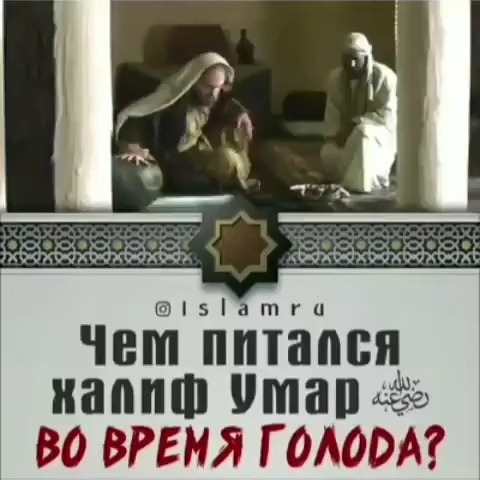 Islamru
Чем питался
халиф Умар رضي الله عنه
ВО ВРЕМЯ ГОЛОДА?